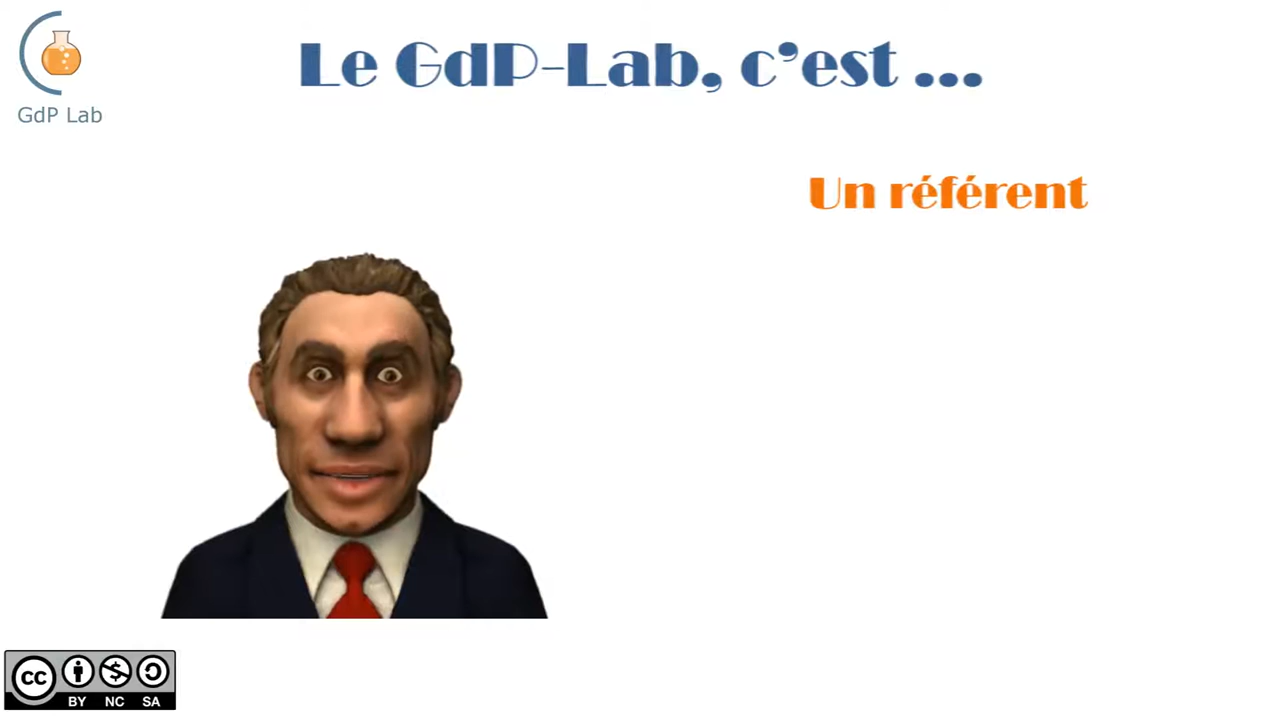 Le GdP-Lab, c'est ...
GdP Lab
Un référent
CC BY NC SA